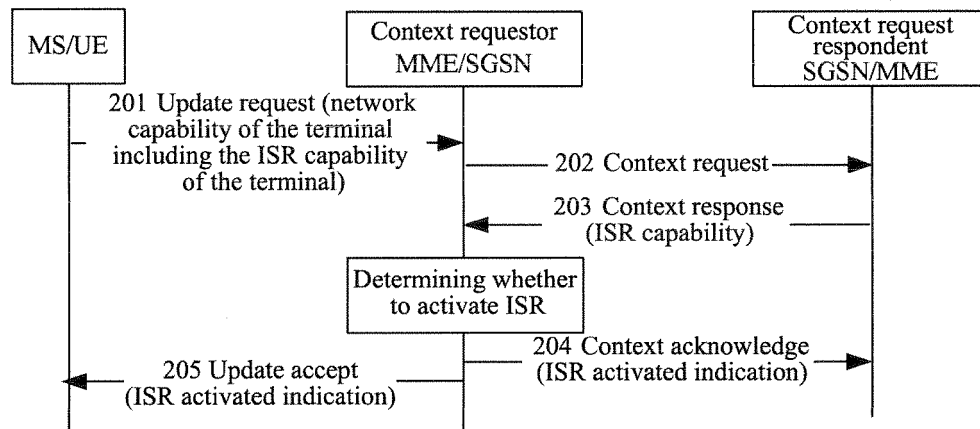 MS/UE
Context requestor
MME/SGSN
Context request
respondent
SGSN/MME
201 Update request (network
capability of the terminal
including the ISR capability
of the terminal)
202 Context request
203 Context response
(ISR capability)
Determining whether
to activate ISR
204 Context acknowledge
(ISR activated indication)
205 Update accept
(ISR activated indication)